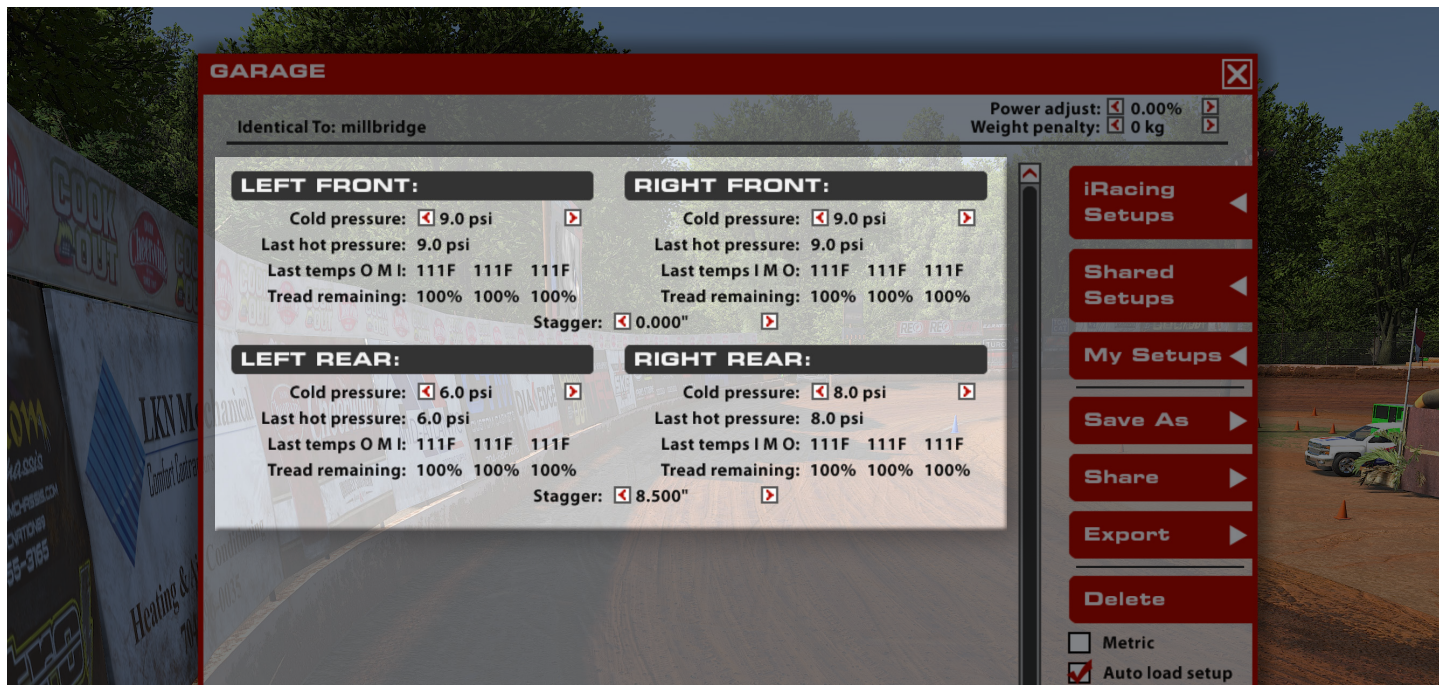 GARAGE
Power adjust: 0.00%
Identical To: millbridge
Weight penalty: 0 kg
LEFT FRONT:
Cold pressure: 9.0 psi
Last hot pressure: 9.0 psi
Last temps O M I: 111F 111F 111F
Tread remaining: 100% 100% 100%
RIGHT FRONT:
Cold pressure: 9.0 psi
Last hot pressure: 9.0 psi
Last temps I M O: 111F 111F 111F
Tread remaining: 100% 100% 100%
Stagger: 0.000"
LEFT REAR:
Cold pressure: 6.0 psi
Last hot pressure: 6.0 psi
Last temps O M I: 111F 111F 111F
Tread remaining: 100% 100% 100%
RIGHT REAR:
Cold pressure: 8.0 psi
Last hot pressure: 8.0 psi
Last temps I M O: 111F 111F 111F
Tread remaining: 100% 100% 100%
Stagger: 8.500"
iRacing
Setups
Shared
Setups
My Setups
Save As
Share
Export
Delete
Metric
Auto load setup
COOK
OUT
LKN
Comfort
Conditioning
Heating &